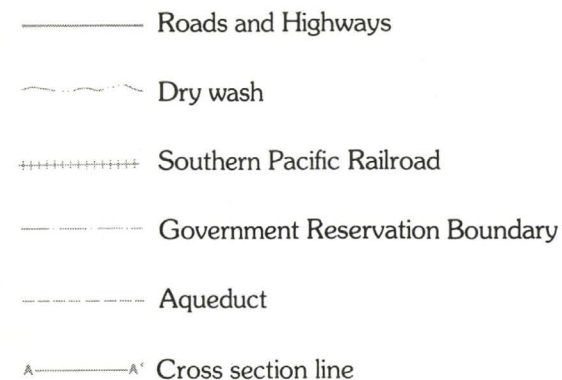 Roads and Highways
Dry wash
Southern Pacific Railroad
Government Reservation Boundary
Aqueduct
A A' Cross section line